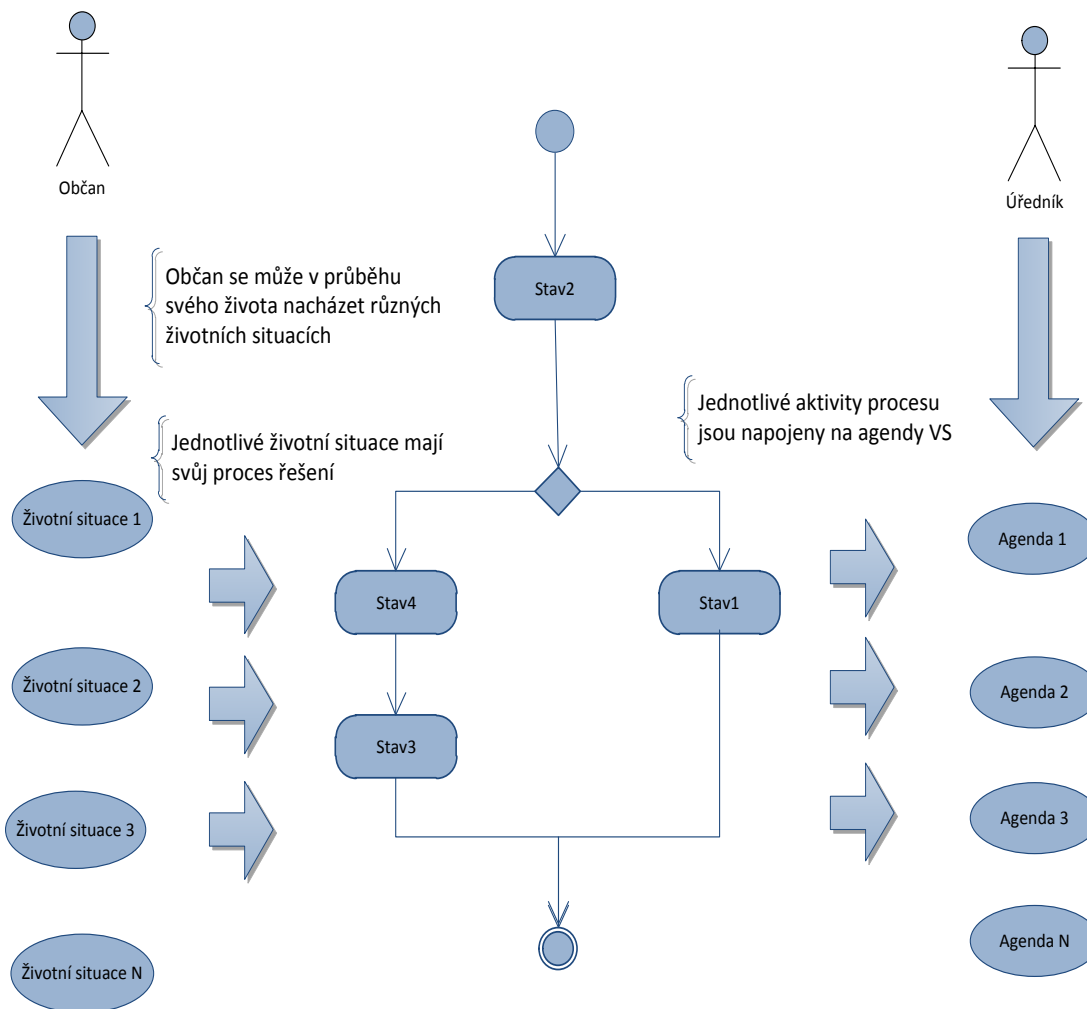 Občan
Úředník
Občan se může v průběhu
svého života nacházet různých
životních situacích
Stav2
Jednotlivé aktivity procesu
jsou napojeny na agendy VS
Jednotlivé životní situace mají
svůj proces řešení
Životní situace 1
Agenda 1
Stav4
Stav1
Životní situace 2
Agenda 2
Stav3
Životní situace 3
Agenda 3
Agenda N
Životní situace N